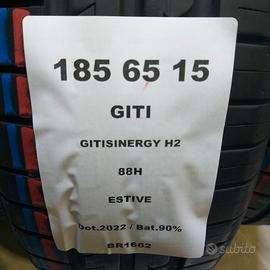 185 65 15
GITI
GITISINERGY H2
88H
ESTIVE
Dot.2022 / Bat.90%
BR1662
subito